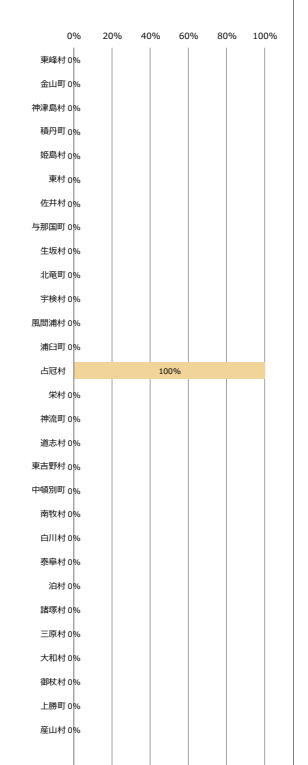 0% 20% 40% 60% 80% 100%
東峰村 0%
金山町 0%
神津島村 0%
積丹町 0%
姫島村 0%
東村 0%
佐井村 0%
与那国町 0%
生坂村 0%
北竜町 0%
宇検村 0%
風間浦村 0%
浦臼町 0%
占冠村 100%
栄村 0%
神流町 0%
道志村 0%
東吉野村 0%
中頓別町 0%
南牧村 0%
白川村 0%
泰阜村 0%
泊村 0%
諸塚村 0%
三原村 0%
大和村 0%
御杖村 0%
上勝町 0%
産山村 0%